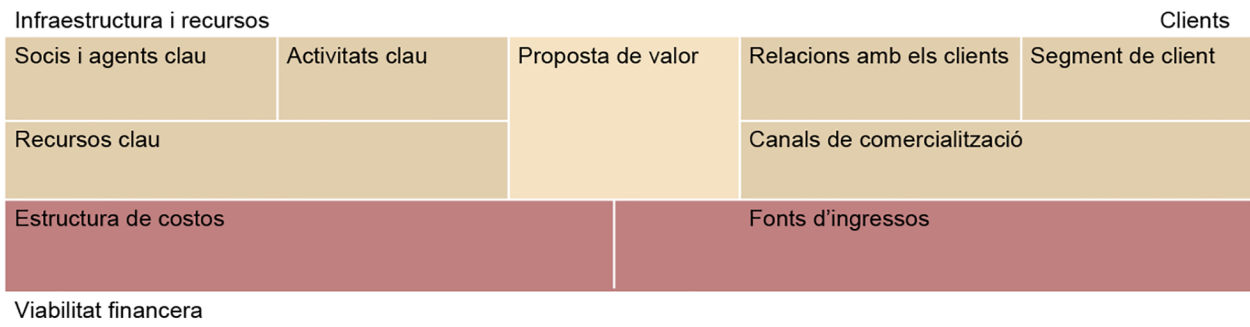 Infraestructura i recursos
Clients
Socis i agents clau
Activitats clau
Proposta de valor
Relacions amb els clients
Segment de client
Recursos clau
Canals de comercialització
Estructura de costos
Fonts d’ingressos
Viabilitat financera